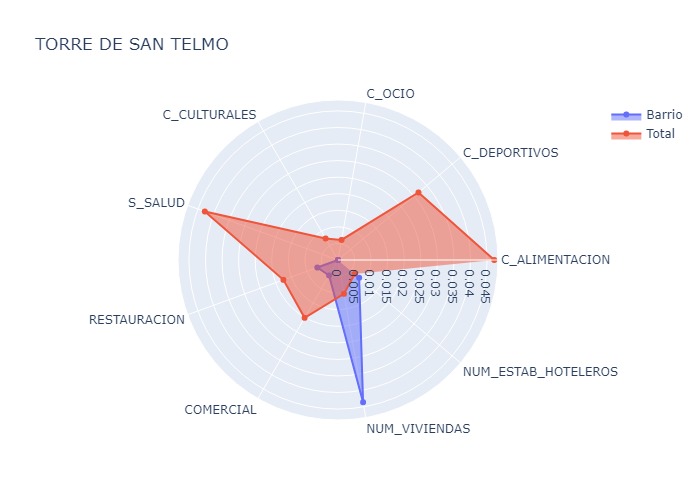 TORRE DE SAN TELMO
C_OCIO
C_CULTURALES
Barrio
Total
C_DEPORTIVOS
S_SALUD
C_ALIMENTACION
0
0.005
0.01
0.015
0.02
0.025
0.03
0.035
0.04
0.045
RESTAURACION
NUM_ESTAB_HOTELEROS
COMERCIAL
NUM_VIVIENDAS